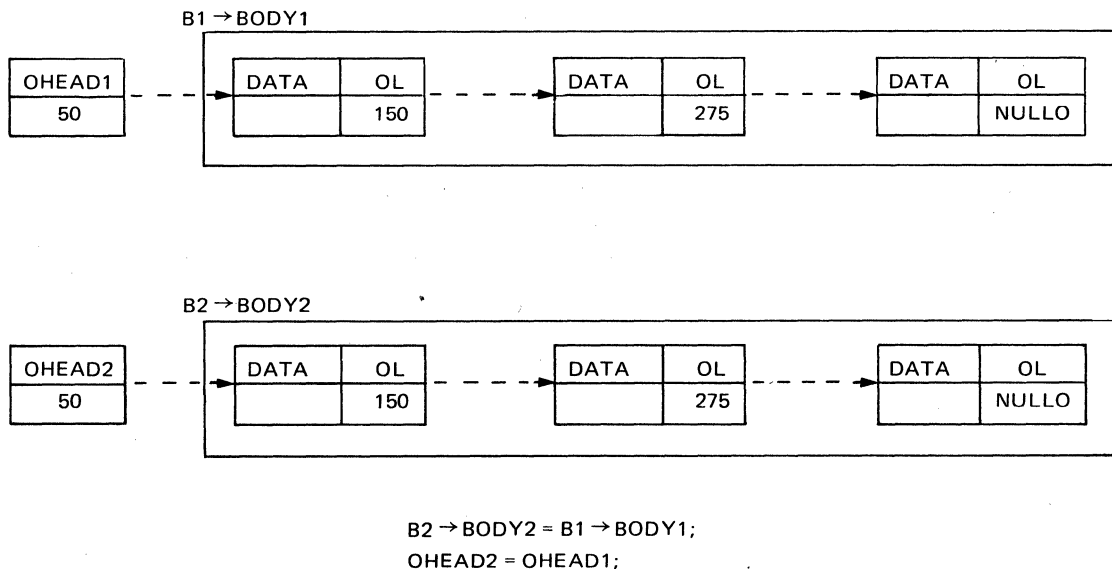 B1 → BODY1
OHEAD1 DATA OL DATA OL DATA OL
50 150 275 NULLO
B2 → BODY2
OHEAD2 DATA OL DATA OL DATA OL
50 150 275 NULLO
B2 → BODY2 = B1 → BODY1;
OHEAD2 = OHEAD1;